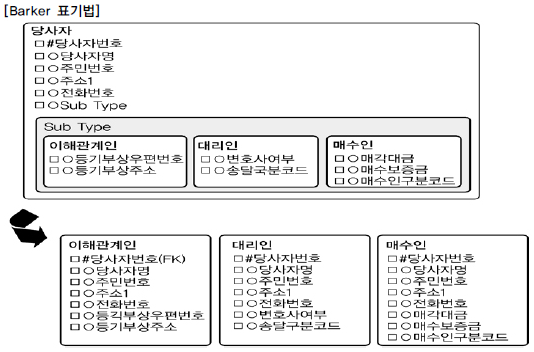 [Barker 표기법]
당사자
□ #당사자번호
□ ○당사자명
□ ○주민번호
□ ○주소1
□ ○전화번호
□ ○Sub Type
Sub Type
이해관계인
□ ○등기부상우편번호
□ ○등기부상주소
대리인
□ ○변호사여부
□ ○송달국분코드
매수인
□ ○매각대금
□ ○매수보증금
□ ○매수인구분코드
이해관계인
□ #당사자번호(FK)
□ ○당사자명
□ ○주민번호
□ ○주소1
□ ○전화번호
□ ○등긱부상우편번호
□ ○등기부상주소
대리인
□ #당사자번호
□ ○당사자명
□ ○주민번호
□ ○주소1
□ ○전화번호
□ ○변호사여부
□ ○송달구분코드
매수인
□ #당사자번호
□ ○당사자명
□ ○주민번호
□ ○주소1
□ ○전화번호
□ ○매각대금
□ ○매수보증금
□ ○매수인구분코드